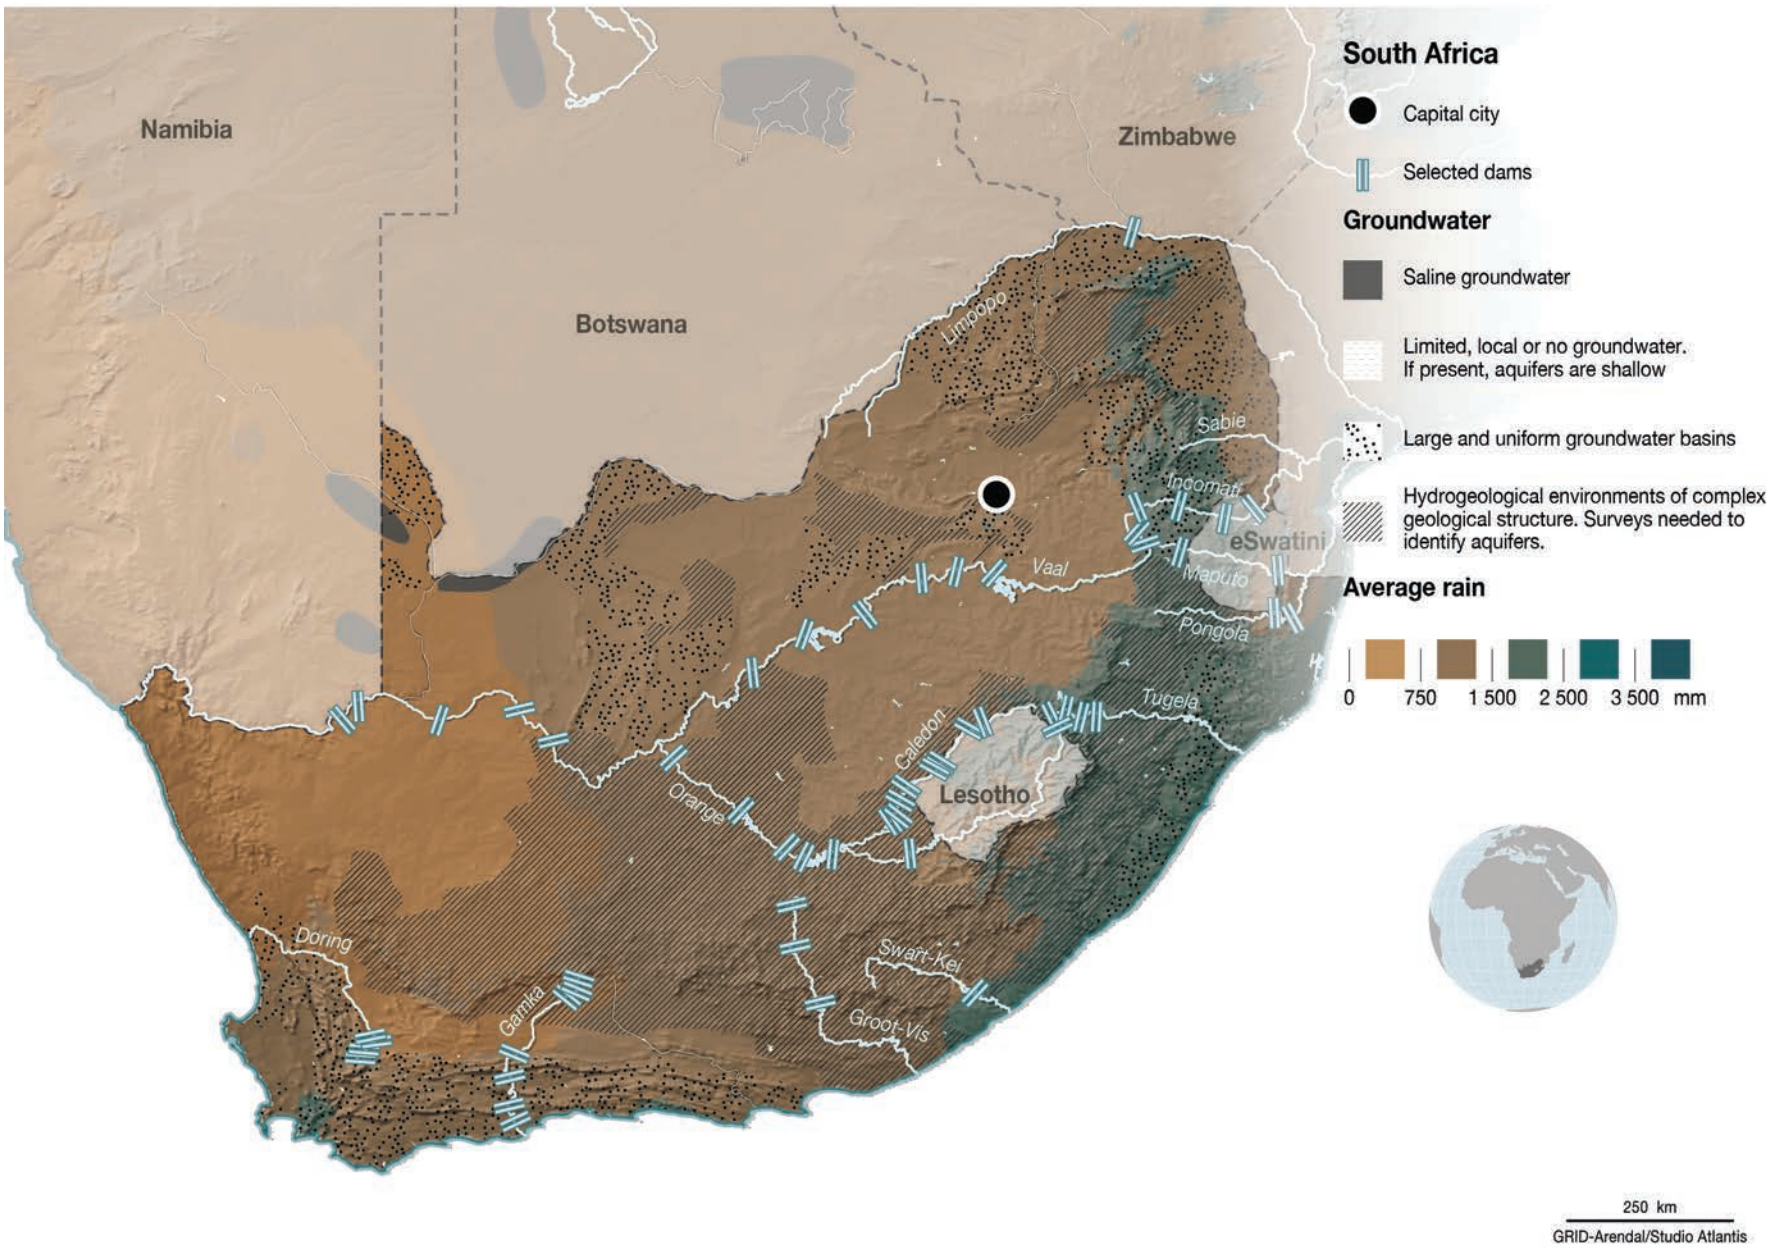 South Africa
Capital city
Selected dams
Groundwater
Saline groundwater
Limited, local or no groundwater.
If present, aquifers are shallow
Large and uniform groundwater basins
Hydrogeological environments of complex
geological structure. Surveys needed to
identify aquifers.
Average rain
0 750 1 500 2 500 3 500 mm
Namibia
Zimbabwe
Botswana
Limpopo
Sabie
Incomati
eSwatini
Vaal
Maputo
Pongola
Tugela
Caledon
Lesotho
Orange
Doring
Swart-Kei
Gamka
Groot-Vis
250 km
GRID-Arendal/Studio Atlantis